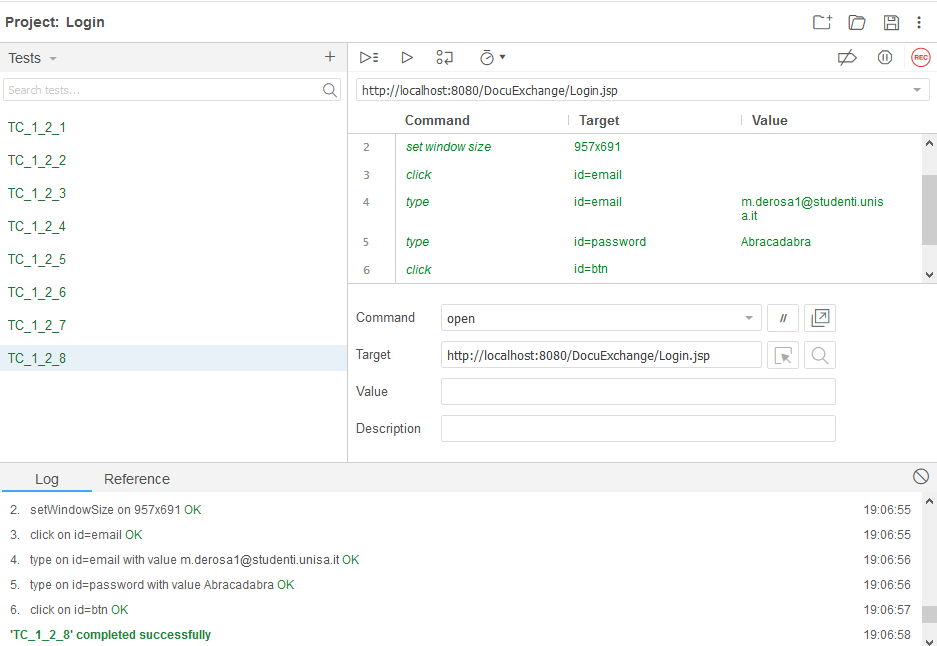 Project: Login
Tests
+
REC
Search tests...
http://localhost:8080/DocuExchange/Login.jsp
Command Target Value
TC_1_2_1
TC_1_2_2
TC_1_2_3
TC_1_2_4
TC_1_2_5
TC_1_2_6
TC_1_2_7
TC_1_2_8
2 set window size 957x691
3 click id=email
4 type id=email m.derosa1@studenti.unis
a.it
5 type id=password Abracadabra
6 click id=btn
Command open //
Target http://localhost:8080/DocuExchange/Login.jsp
Value
Description
Log Reference
2. setWindowSize on 957x691 OK 19:06:55
3. click on id=email OK 19:06:55
4. type on id=email with value m.derosa1@studenti.unisa.it OK 19:06:56
5. type on id=password with value Abracadabra OK 19:06:56
6. click on id=btn OK 19:06:57
'TC_1_2_8' completed successfully 19:06:58